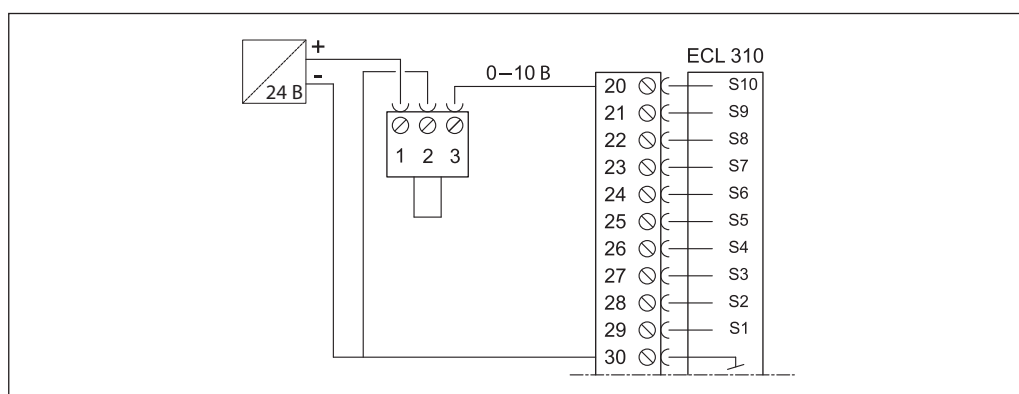 +
-
24 В
1 2 3
0–10 В
ECL 310
20 S10
21 S9
22 S8
23 S7
24 S6
25 S5
26 S4
27 S3
28 S2
29 S1
30